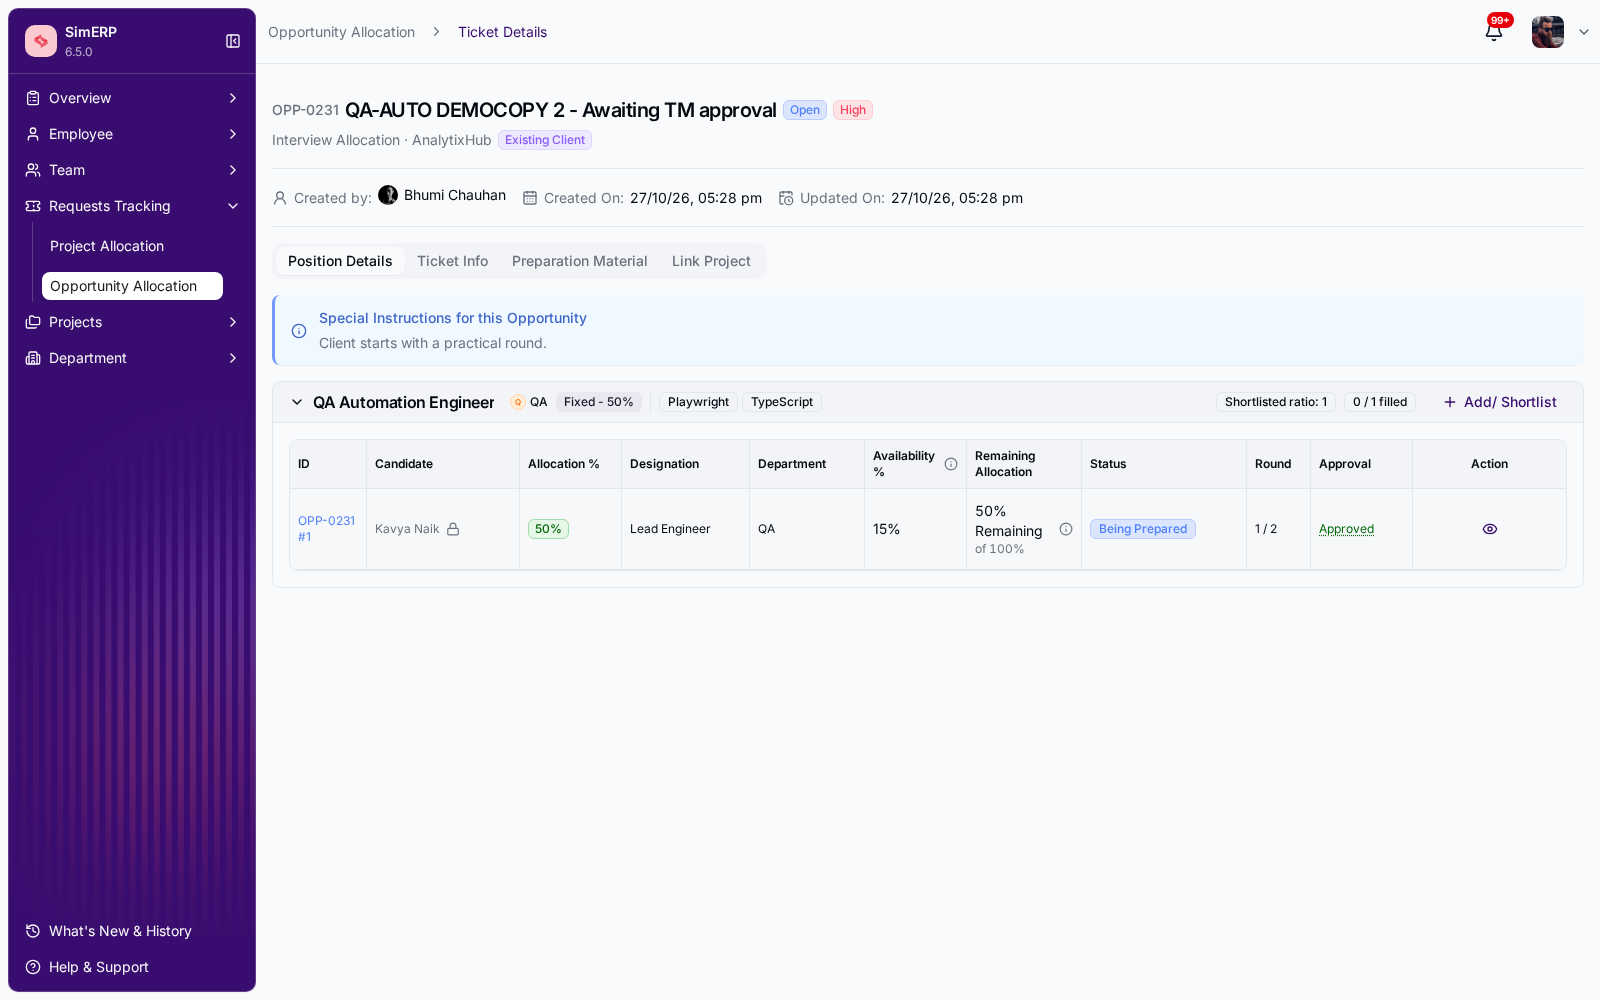 SimERP
6.5.0
Overview
Employee
Team
Requests Tracking
Project Allocation
Opportunity Allocation
Projects
Department
What's New & History
Help & Support
Opportunity Allocation > Ticket Details
99+
OPP-0231 QA-AUTO DEMOCOPY 2 - Awaiting TM approval Open High
Interview Allocation · AnalytixHub Existing Client
Created by: Bhumi Chauhan Created On: 27/10/26, 05:28 pm Updated On: 27/10/26, 05:28 pm
Position Details Ticket Info Preparation Material Link Project
Special Instructions for this Opportunity
Client starts with a practical round.
QA Automation Engineer Q QA Fixed - 50% Playwright TypeScript Shortlisted ratio: 1 0 / 1 filled + Add/ Shortlist
ID Candidate Allocation % Designation Department Availability % Remaining Allocation Status Round Approval Action
OPP-0231 #1 Kavya Naik 50% Lead Engineer QA 15% 50% Remaining of 100% Being Prepared 1 / 2 Approved